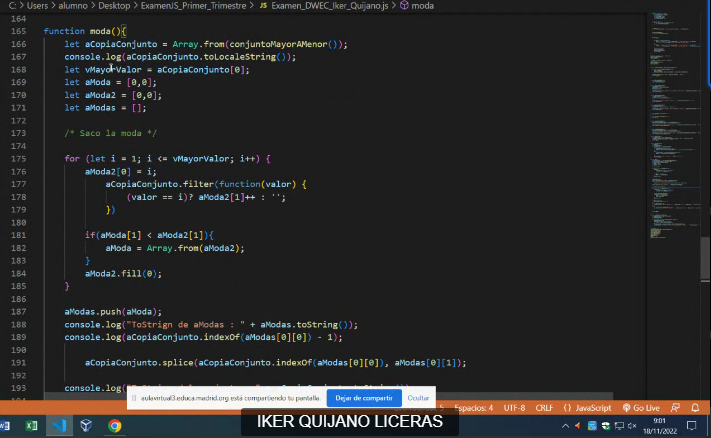 C: > Users > alumno > Desktop > ExamenJS_Primer_Trimestre > JS Examen_DWEC_Iker_Quijano.js > moda
164
165 function moda(){
166 let aCopiaConjunto = Array.from(conjuntoMayorAMenor());
167 console.log(aCopiaConjunto.toLocaleString());
168 let vMayorValor = aCopiaConjunto[0];
169 let aModa = [0,0];
170 let aModa2 = [0,0];
171 let aModas = [];
172
173 /* Saco la moda */
174
175 for (let i = 1; i <= vMayorValor; i++) {
176 aModa2[0] = i;
177 aCopiaConjunto.filter(function(valor) {
178 (valor == i)? aModa2[1]++ : '';
179 })
180
181 if(aModa[1] < aModa2[1]){
182 aModa = Array.from(aModa2);
183 }
184 aModa2.fill(0);
185 }
186
187 aModas.push(aModa);
188 console.log("ToStrign de aModas : " + aModas.toString());
189 console.log(aCopiaConjunto.indexOf(aModas[0][0]) - 1);
190
191 aCopiaConjunto.splice(aCopiaConjunto.indexOf(aModas[0][0]), aModas[0][1]);
192
193 console.log(
aulavirtual3.educa.madrid.org está compartiendo tu pantalla. Dejar de compartir Ocultar
Espacios: 4 UTF-8 CRLF {} JavaScript Go Live
IKER QUIJANO LICERAS
9:01
18/11/2022